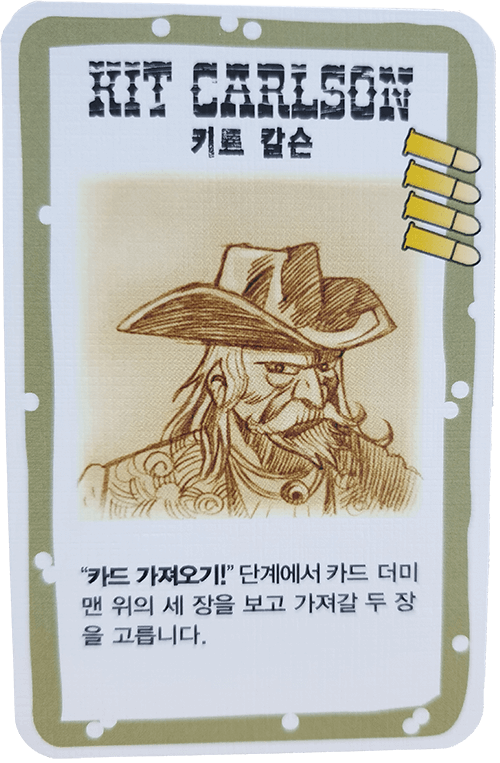 KIT CARLSON
키트 칼슨
“카드 가져오기!” 단계에서 카드 더미
맨 위의 세 장을 보고 가져갈 두 장
을 고릅니다.